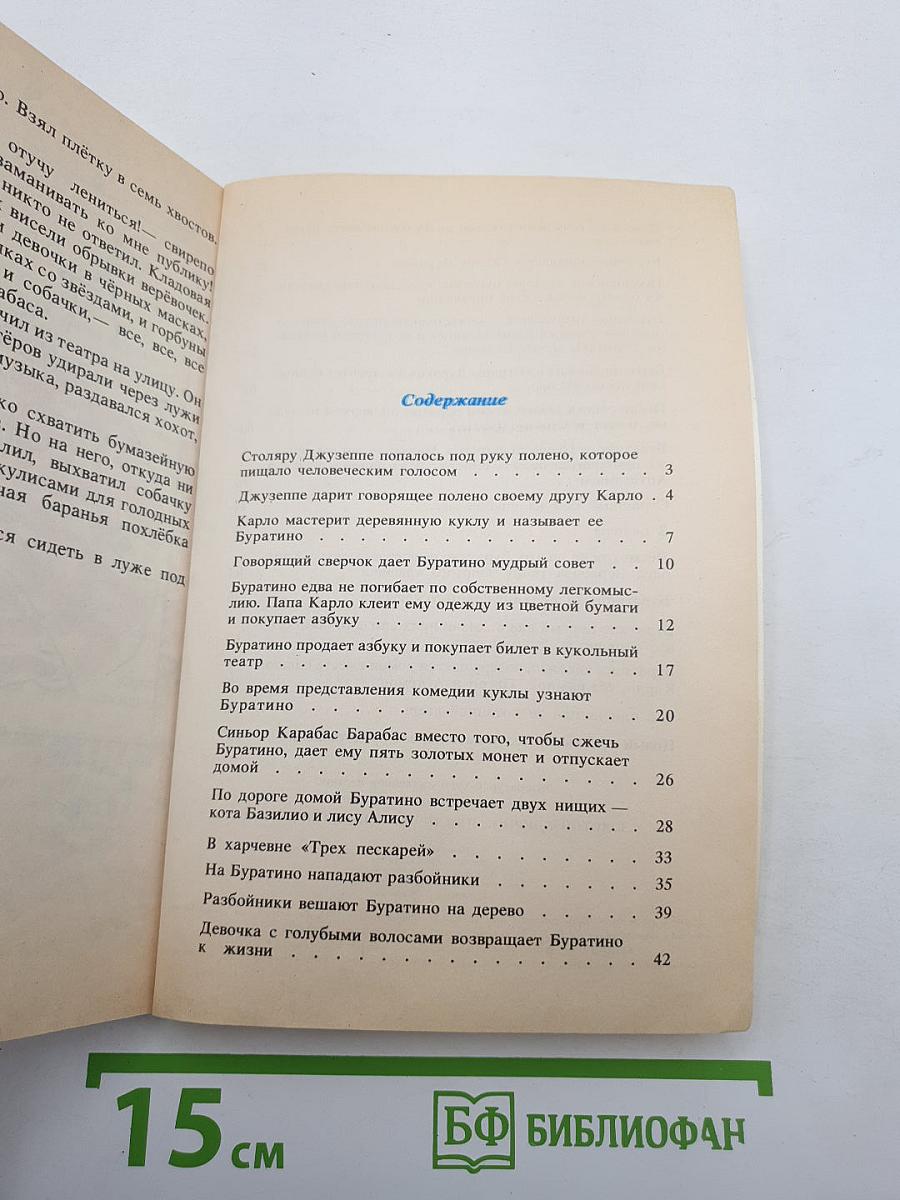 о. Взял плётку в семь хвостов.
отучу лениться!— свирепо
заманивать ко мне публику!
никто не ответил. Кладовая
висели обрывки верёвочек.
девочки в чёрных масках,
со звёздами, и горбуны
и собачки,— все, все, все
абаса.
чил из театра на улицу. Он
тёров удирали через лужи
музыка, раздавался хохот,
ко схватить бумазейную
Но на него, откуда ни
лил, выхватил собачку
кулисами для голодных
ная баранья похлёбка
ся сидеть в луже под
Содержание
Столяру Джузеппе попалось под руку полено, которое
пищало человеческим голосом . . . . . . . . 3
Джузеппе дарит говорящее полено своему другу Карло . 4
Карло мастерит деревянную куклу и называет ее
Буратино . . . . . . . . . . . . . . . . 7
Говорящий сверчок дает Буратино мудрый совет . . 10
Буратино едва не погибает по собственному легкомыс-
лию. Папа Карло клеит ему одежду из цветной бумаги
и покупает азбуку . . . . . . . . . . . . 12
Буратино продает азбуку и покупает билет в кукольный
театр . . . . . . . . . . . . . . . . . 17
Во время представления комедии куклы узнают
Буратино . . . . . . . . . . . . . . . 20
Синьор Карабас Барабас вместо того, чтобы сжечь
Буратино, дает ему пять золотых монет и отпускает
домой . . . . . . . . . . . . . . . . . 26
По дороге домой Буратино встречает двух нищих —
кота Базилио и лису Алису . . . . . . . . . 28
В харчевне «Трех пескарей» . . . . . . . . . 33
На Буратино нападают разбойники . . . . . . . 35
Разбойники вешают Буратино на дерево . . . . . 39
Девочка с голубыми волосами возвращает Буратино
к жизни . . . . . . . . . . . . . . . . 42
15 см
БФ БИБЛИОФАН